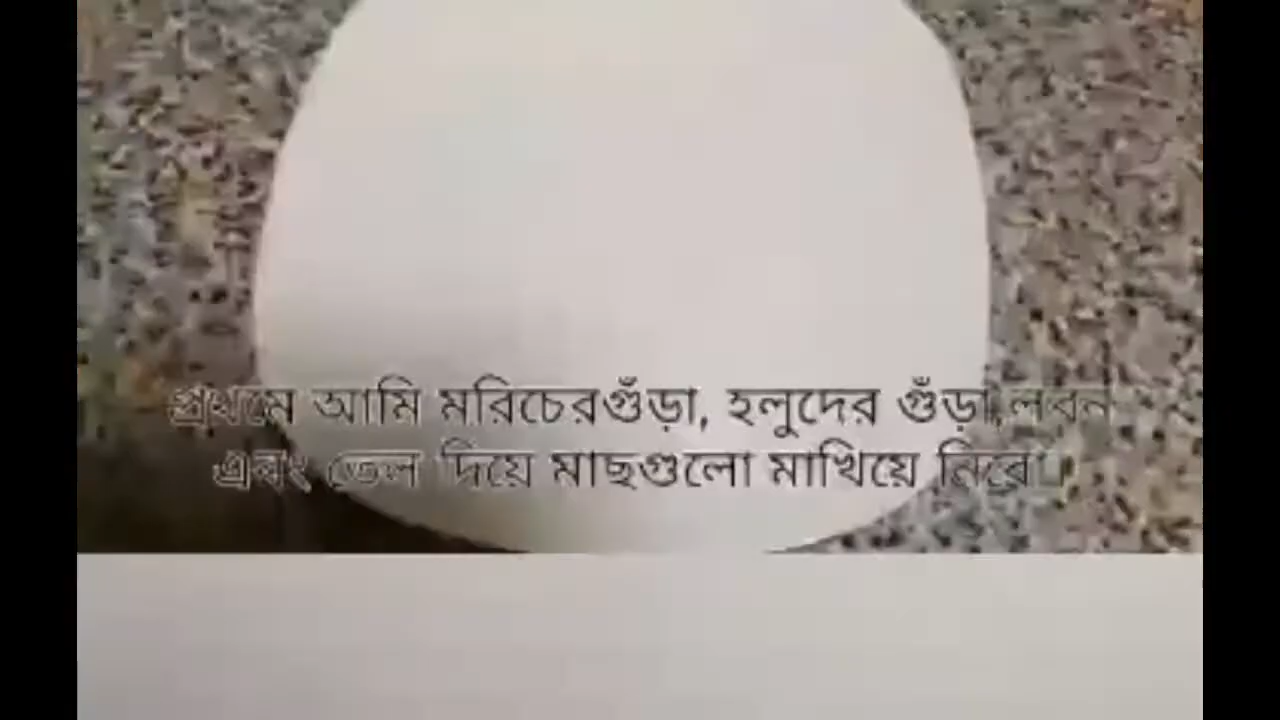 প্রথমে আমি মরিচেরগুঁড়া, হলুদের গুঁড়া,লবন
এবং তেল দিয়ে মাছগুলো মাখিয়ে নিবো।